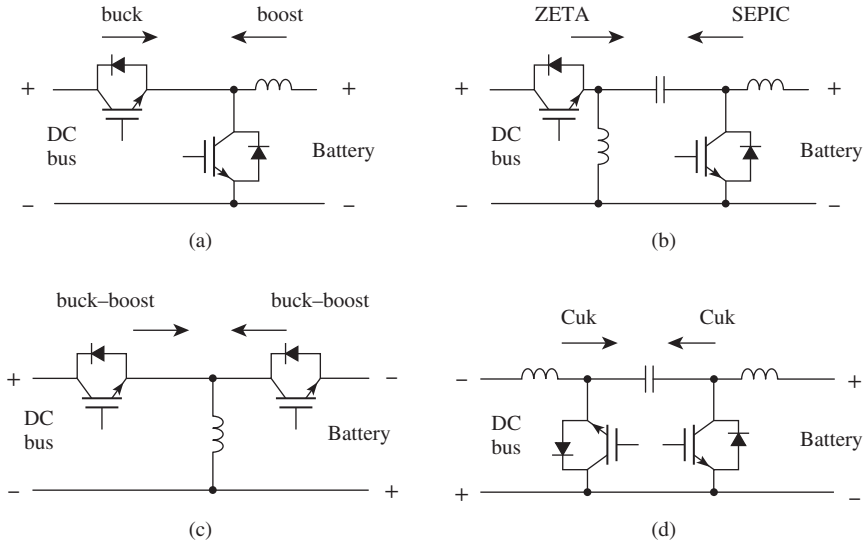 buck boost
+ +
DC
bus
Battery
− −
(a)
ZETA SEPIC
+ +
DC
bus
Battery
− −
(b)
buck–boost buck–boost
+ −
DC
bus
Battery
− +
(c)
Cuk Cuk
− +
DC
bus
Battery
+ −
(d)